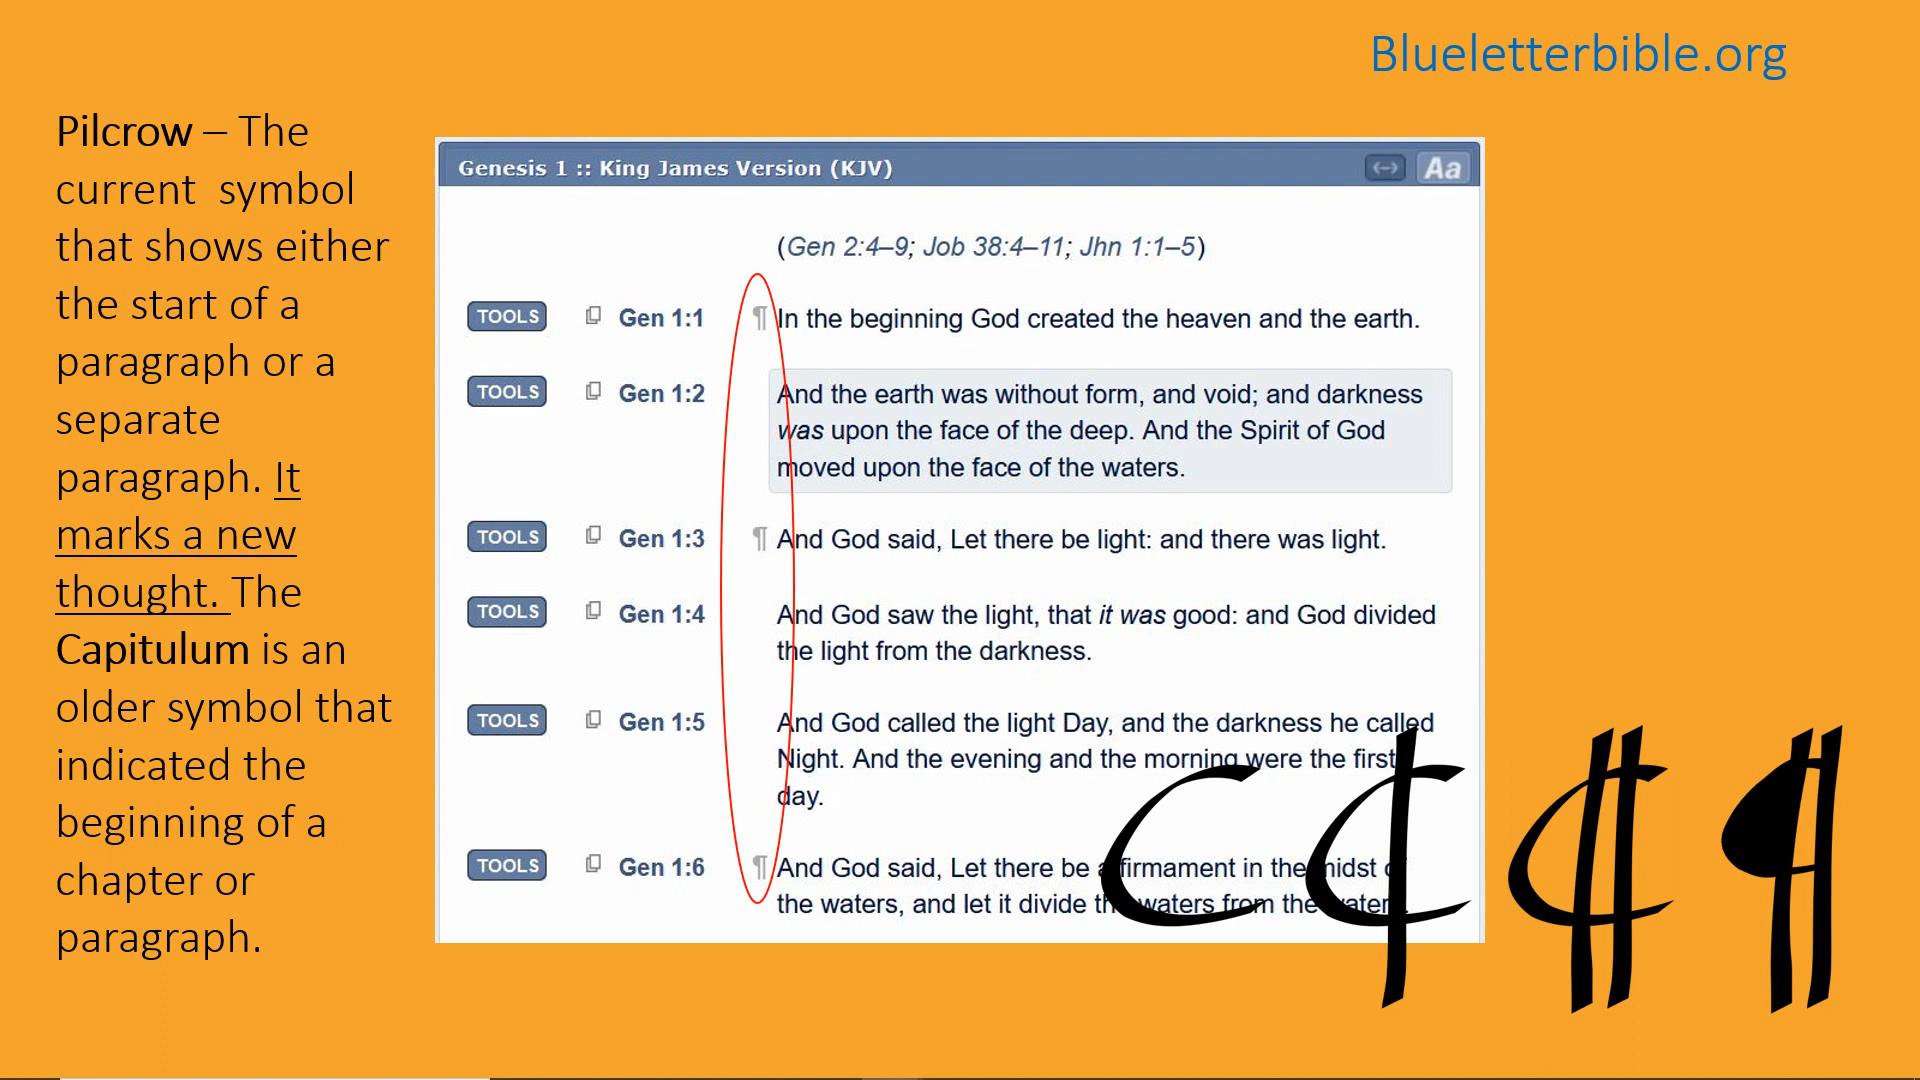 Blueletterbible.org
Pilcrow – The
current symbol
that shows either
the start of a
paragraph or a
separate
paragraph. It
marks a new
thought. The
Capitulum is an
older symbol that
indicated the
beginning of a
chapter or
paragraph.
Genesis 1 :: King James Version (KJV)
Aa
(Gen 2:4–9; Job 38:4–11; Jhn 1:1–5)
TOOLS Gen 1:1 ¶ In the beginning God created the heaven and the earth.
TOOLS Gen 1:2 And the earth was without form, and void; and darkness
was upon the face of the deep. And the Spirit of God
moved upon the face of the waters.
TOOLS Gen 1:3 ¶ And God said, Let there be light: and there was light.
TOOLS Gen 1:4 And God saw the light, that it was good: and God divided
the light from the darkness.
TOOLS Gen 1:5 And God called the light Day, and the darkness he called
Night. And the evening and the morning were the first
day.
TOOLS Gen 1:6 ¶ And God said, Let there be a firmament in the midst of
the waters, and let it divide the waters from the waters.
C ¢ ¶ ¶